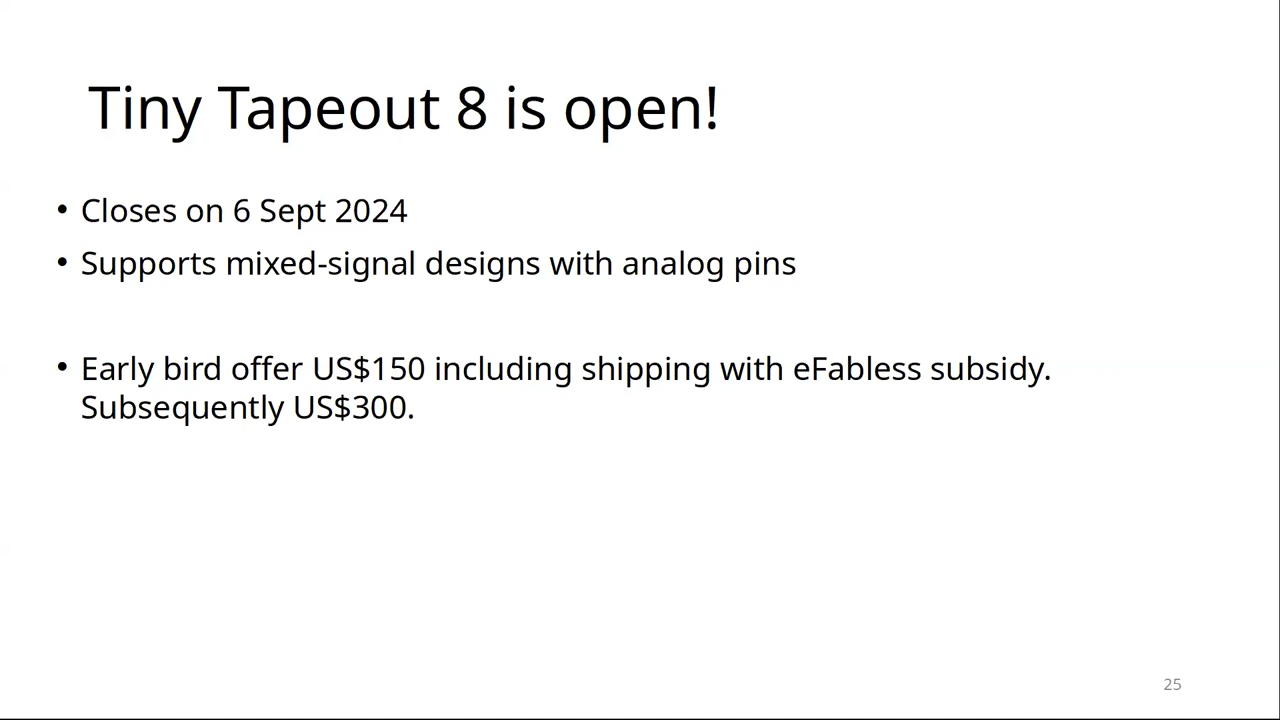 Tiny Tapeout 8 is open!
• Closes on 6 Sept 2024
• Supports mixed-signal designs with analog pins
• Early bird offer US$150 including shipping with eFabless subsidy.
Subsequently US$300.
25